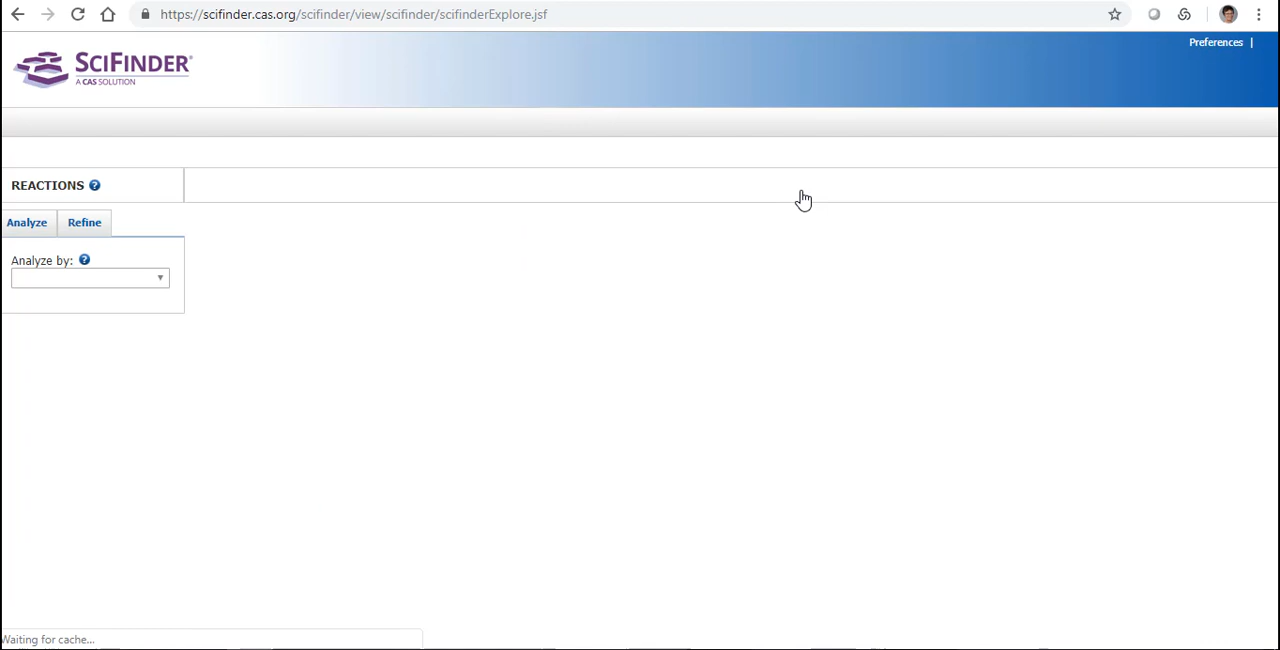 https://scifinder.cas.org/scifinder/view/scifinder/scifinderExplore.jsf
Preferences |
SCIFINDER®
A CAS SOLUTION
REACTIONS ?
Analyze Refine
Analyze by: ?
Waiting for cache...